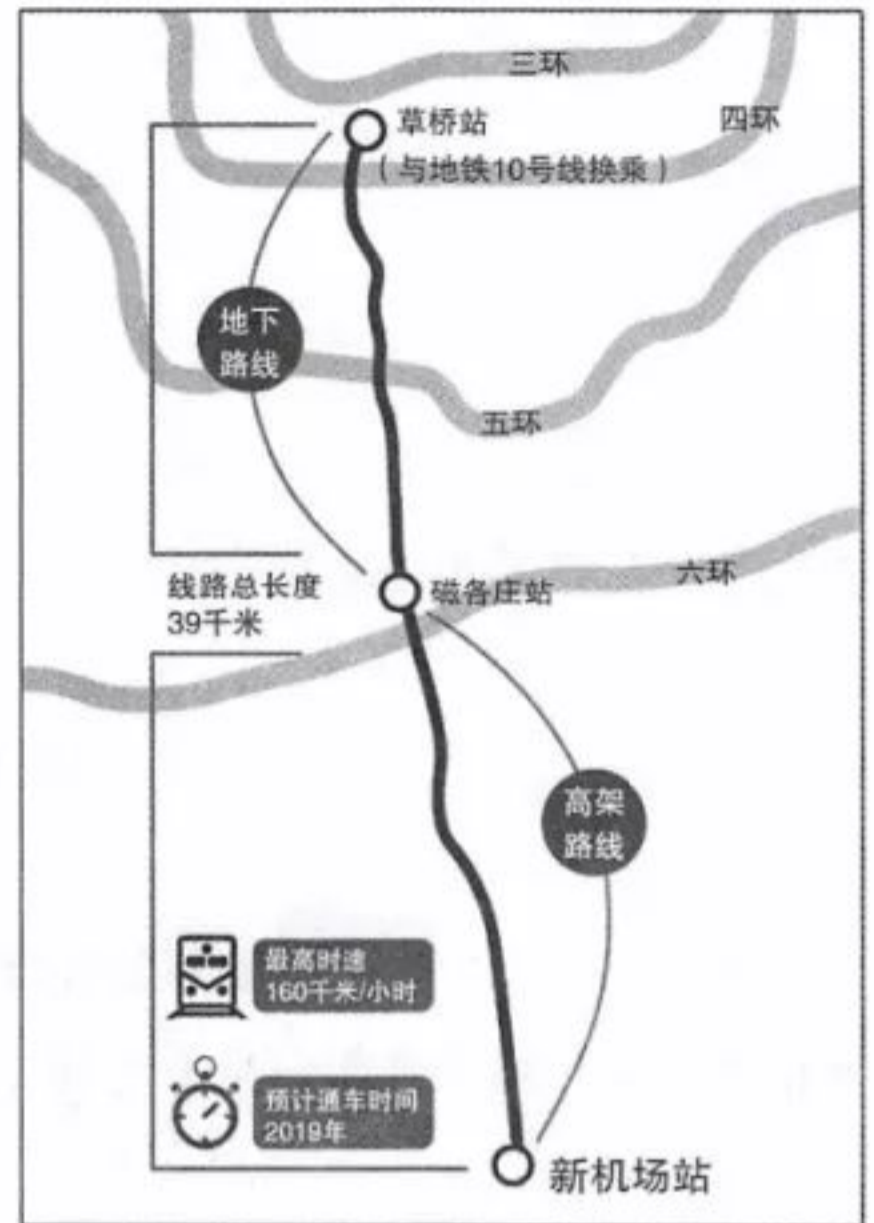 三环
草桥站
四环
（与地铁10号线换乘）
地下
路线
五环
线路总长度
39千米
磁各庄站
六环
高架
路线
最高时速
160千米/小时
预计通车时间
2019年
新机场站